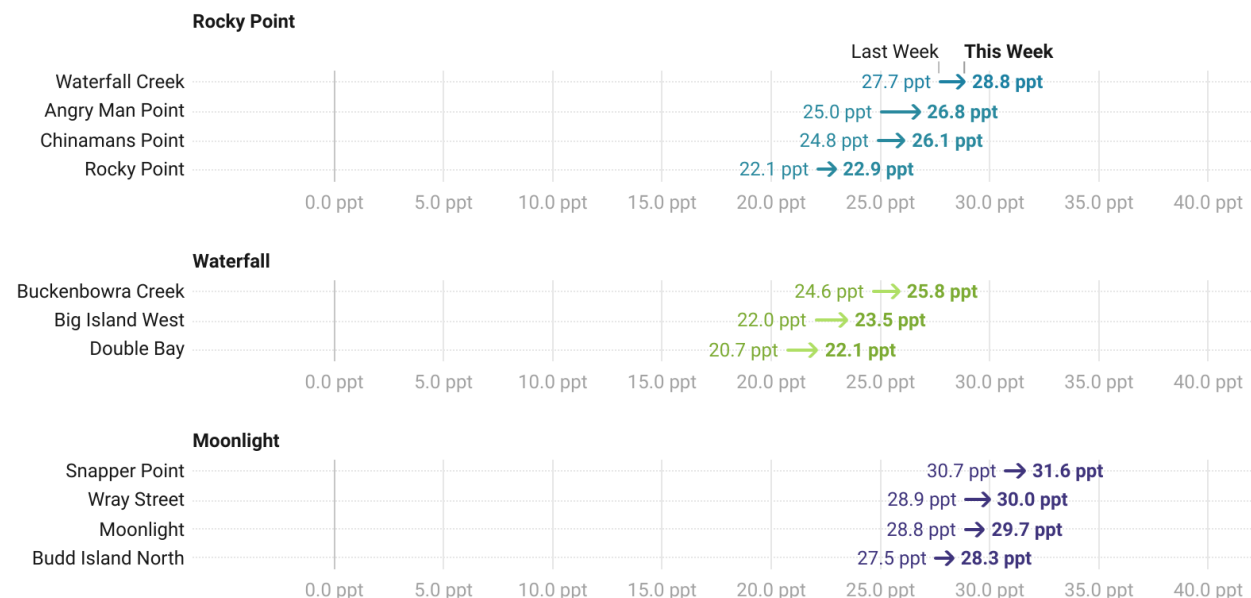 Rocky Point
Last Week This Week
Waterfall Creek 27.7 ppt 28.8 ppt
Angry Man Point 25.0 ppt 26.8 ppt
Chinamans Point 24.8 ppt 26.1 ppt
Rocky Point 22.1 ppt 22.9 ppt
0.0 ppt 5.0 ppt 10.0 ppt 15.0 ppt 20.0 ppt 25.0 ppt 30.0 ppt 35.0 ppt 40.0 ppt
Waterfall
Buckenbowra Creek 24.6 ppt 25.8 ppt
Big Island West 22.0 ppt 23.5 ppt
Double Bay 20.7 ppt 22.1 ppt
0.0 ppt 5.0 ppt 10.0 ppt 15.0 ppt 20.0 ppt 25.0 ppt 30.0 ppt 35.0 ppt 40.0 ppt
Moonlight
Snapper Point 30.7 ppt 31.6 ppt
Wray Street 28.9 ppt 30.0 ppt
Moonlight 28.8 ppt 29.7 ppt
Budd Island North 27.5 ppt 28.3 ppt
0.0 ppt 5.0 ppt 10.0 ppt 15.0 ppt 20.0 ppt 25.0 ppt 30.0 ppt 35.0 ppt 40.0 ppt